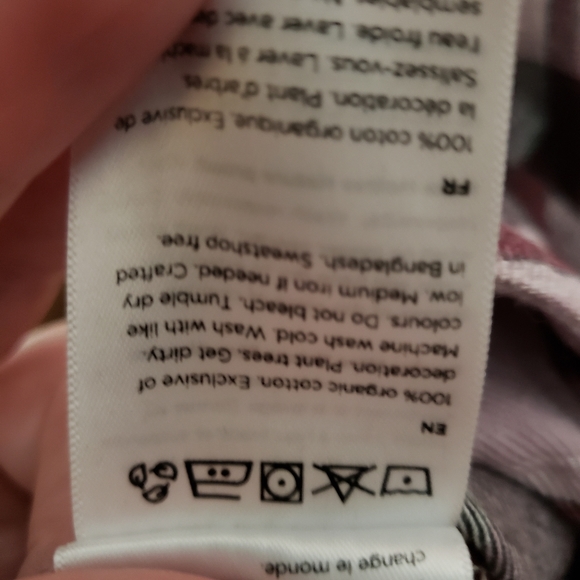 change le monde.
EN
100% organic cotton. Exclusive of
decoration. Plant trees. Get dirty.
Machine wash cold. Wash with like
colours. Do not bleach. Tumble dry
low. Medium iron if needed. Crafted
in Bangladesh. Sweatshop free.
FR
100% coton organique. Exclusive de
la décoration. Plant d'arbres.
Salissez-vous. Laver à la
l'eau froide. Laver avec
semblables.